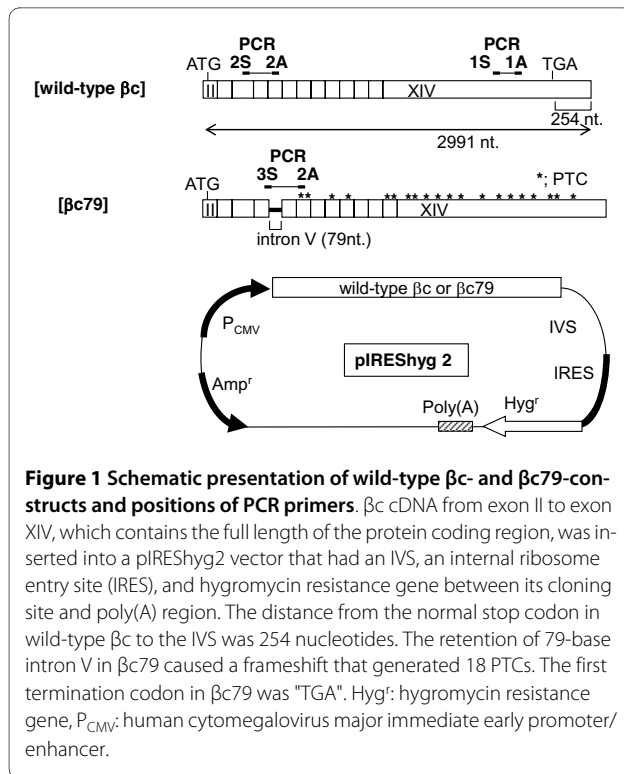 PCR PCR
ATG 2S 2A 1S 1A TGA
[wild-type βc] II XIV
254 nt.
2991 nt.
PCR
3S 2A *; PTC
ATG ** * * ** *** * * * * * * * * ** *
[βc79] II XIV
intron V (79nt.)
wild-type βc or βc79
P_CMV IVS
pIREShyg 2
IRES
Amp^r
Poly(A) Hyg^r
Figure 1 Schematic presentation of wild-type βc- and βc79-con-
structs and positions of PCR primers. βc cDNA from exon II to exon
XIV, which contains the full length of the protein coding region, was in-
serted into a pIREShyg2 vector that had an IVS, an internal ribosome
entry site (IRES), and hygromycin resistance gene between its cloning
site and poly(A) region. The distance from the normal stop codon in
wild-type βc to the IVS was 254 nucleotides. The retention of 79-base
intron V in βc79 caused a frameshift that generated 18 PTCs. The first
termination codon in βc79 was "TGA". Hyg^r: hygromycin resistance
gene, P_CMV: human cytomegalovirus major immediate early promoter/
enhancer.